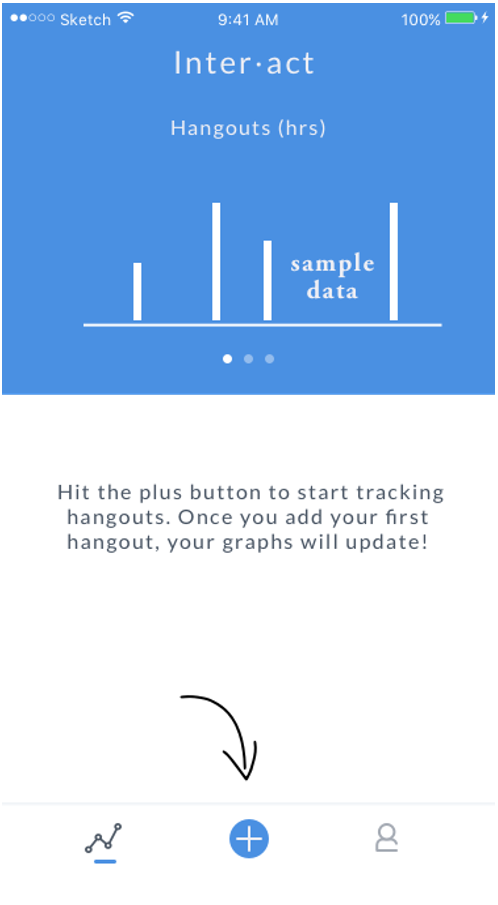 Sketch 9:41 AM 100%
Inter·act
Hangouts (hrs)
sample
data
Hit the plus button to start tracking
hangouts. Once you add your first
hangout, your graphs will update!